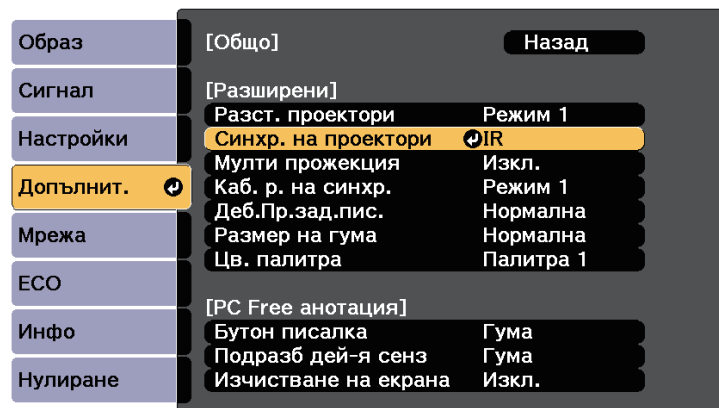 Образ
Сигнал
Настройки
Допълнит.
Мрежа
ECO
Инфо
Нулиране
[Общо] Назад
[Разширени]
Разст. проектори Режим 1
Синхр. на проектори IR
Мулти прожекция Изкл.
Каб. р. на синхр. Режим 1
Деб.Пр.зад.пис. Нормална
Размер на гума Нормална
Цв. палитра Палитра 1
[PC Free анотация]
Бутон писалка Гума
Подразб дей-я сенз Гума
Изчистване на екрана Изкл.